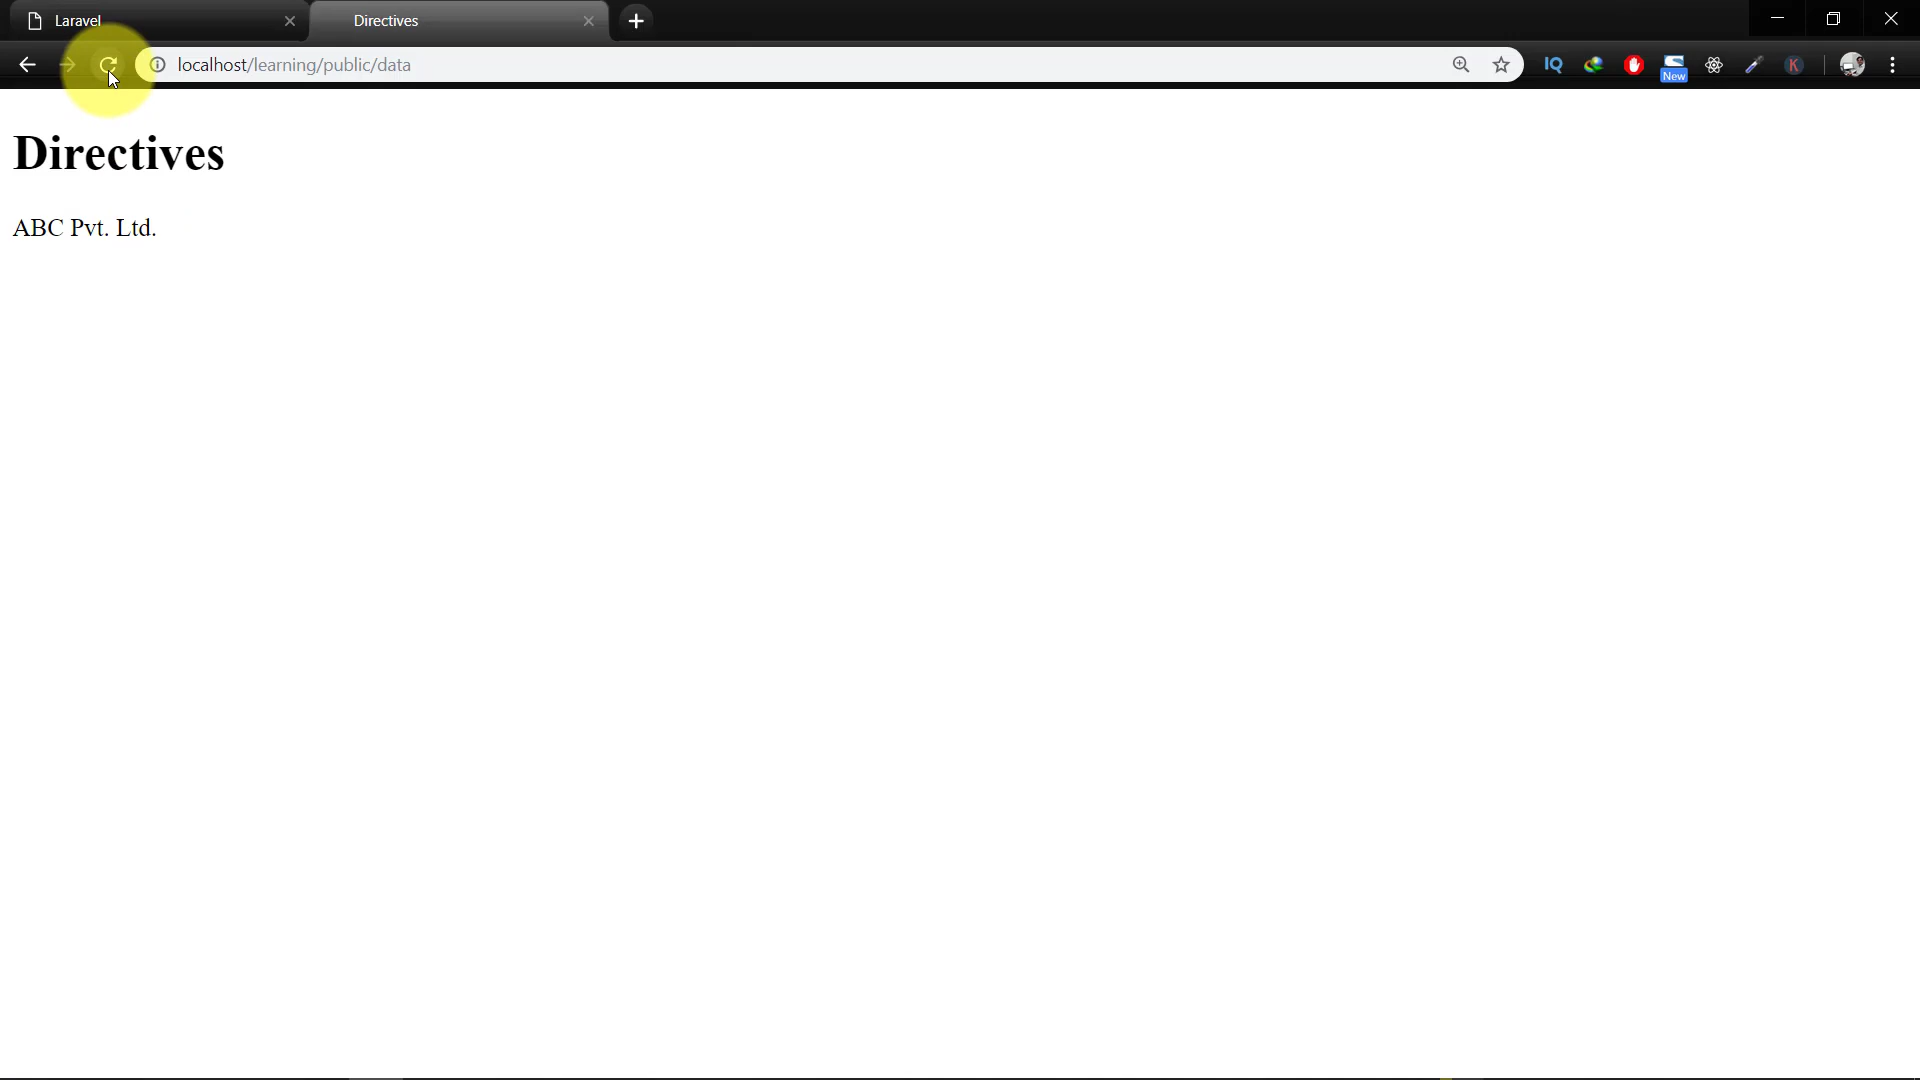 Laravel
Directives
localhost/learning/public/data
IQ
New
K
Directives
ABC Pvt. Ltd.